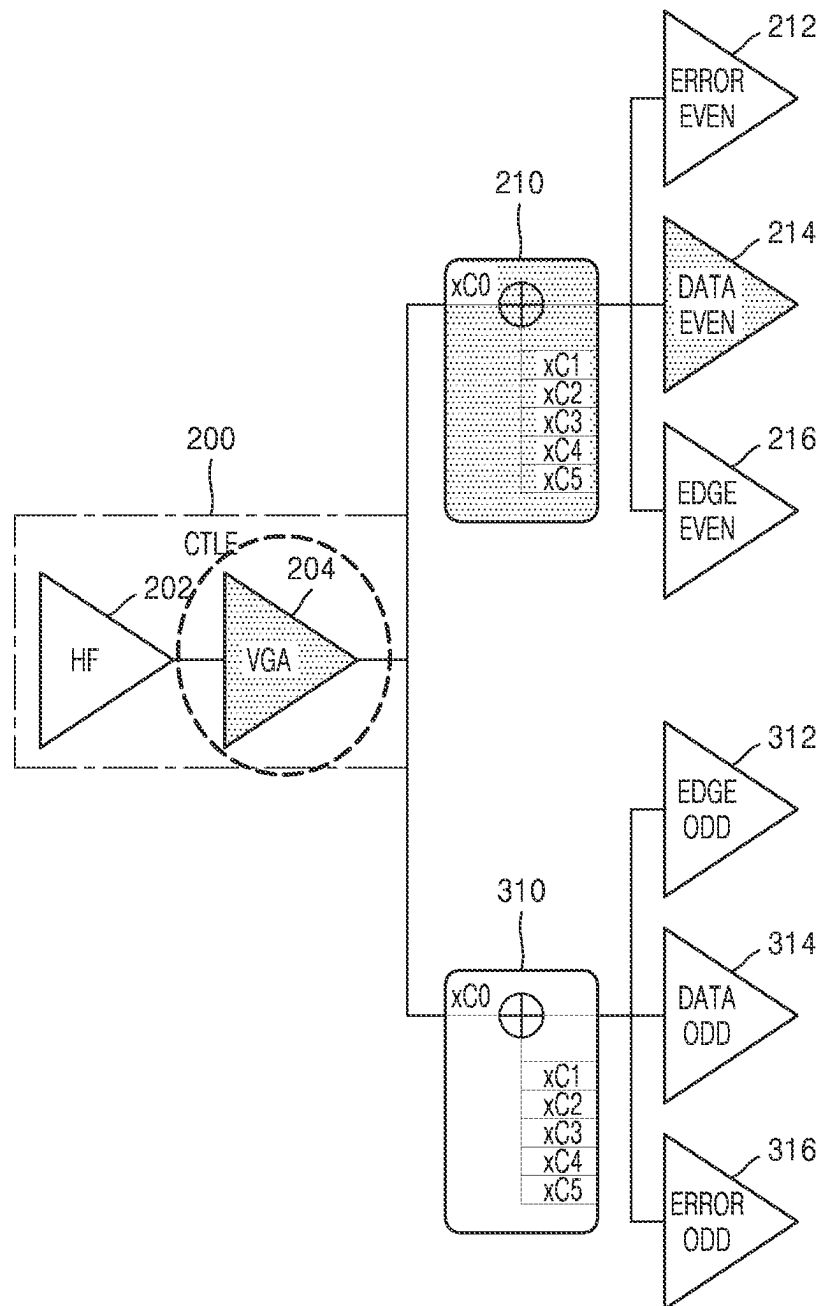 212
ERROR
EVEN
210
xC0
214
DATA
EVEN
xC1
xC2
xC3
xC4
xC5
216
EDGE
EVEN
200
CTLE
202
HF
204
VGA
312
EDGE
ODD
310
xC0
314
DATA
ODD
xC1
xC2
xC3
xC4
xC5
316
ERROR
ODD